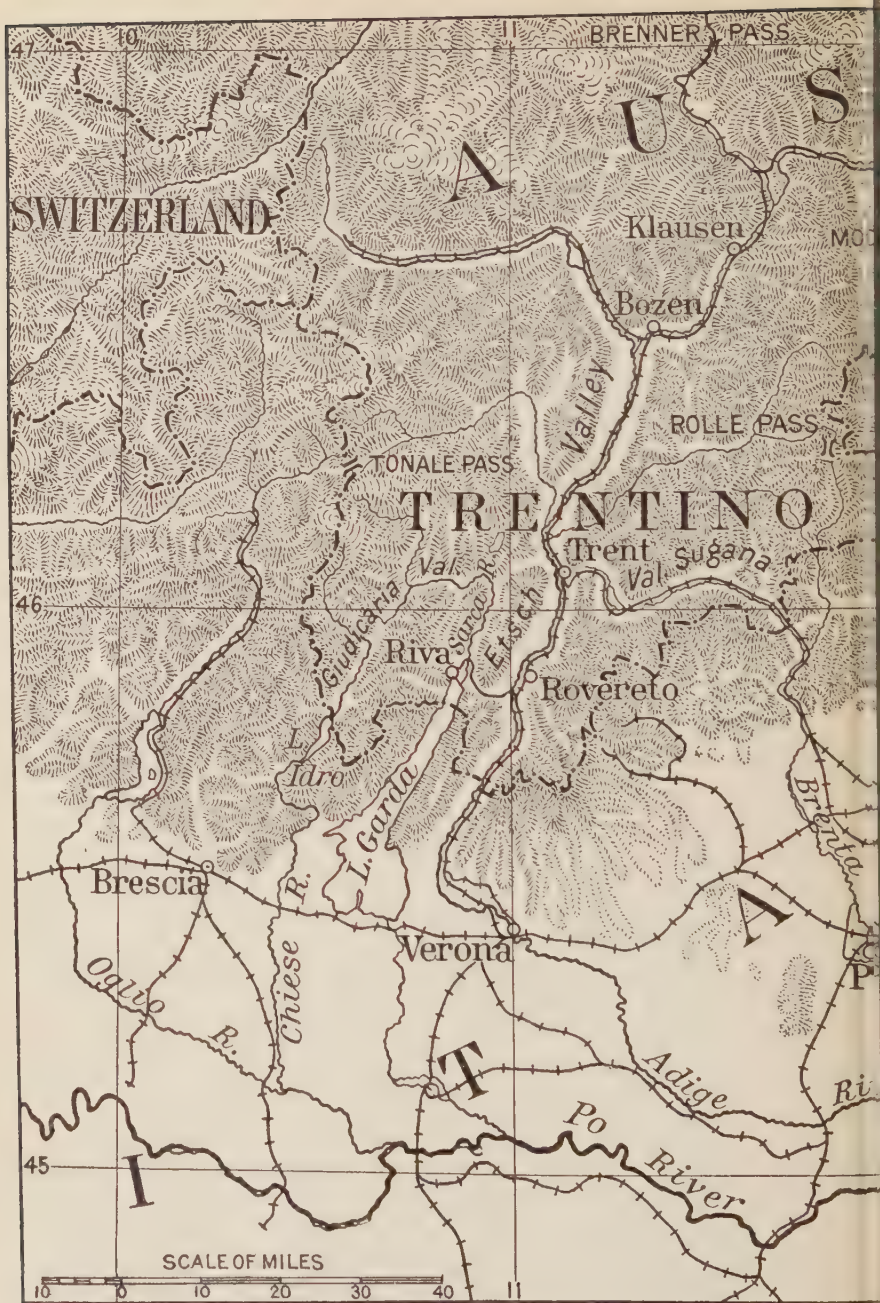 10
11
BRENNER PASS
47
A U S
SWITZERLAND
Klausen
MOD
Bozen
Valley
ROLLE PASS
TONALE PASS
TRENTINO
Trent
Val Sugana
Val.
Sarca R.
Etsch
46
Giudicaria
Riva
Rovereto
L.
Idro
L. Garda
Brenta
Brescia
R.
A
Verona
P
Oglio
R.
Chiese
T
Adige
Ri
Po
River
45
I
SCALE OF MILES
10 0 10 20 30 40
11